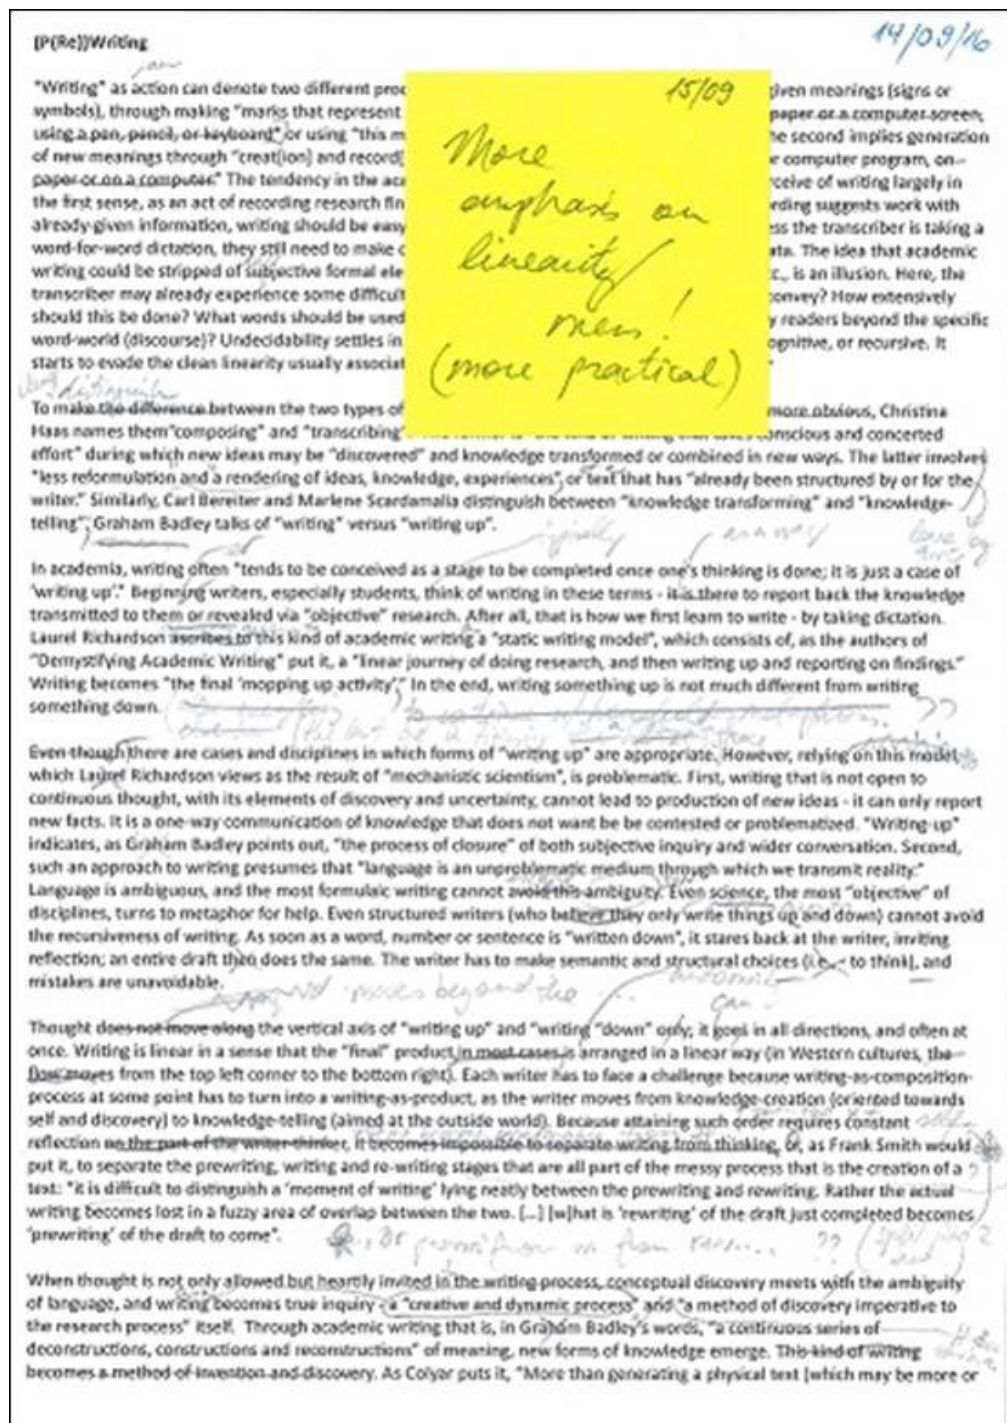 [P(Re)]Writing
14/09/16
"Writing" as action can denote two different proc
given meanings (signs or
symbols), through making "marks that represent
paper or a computer screen,
using a pen, pencil, or keyboard" or using "this m
he second implies generation
of new meanings through "creat[ion] and record[
r computer program, on
paper or on a computer." The tendency in the aca
ceive of writing largely in
the first sense, as an act of recording research fin
rding suggests work with
already given information, writing should be easy
ss the transcriber is taking a
word-for-word dictation, they still need to make c
ata. The idea that academic
writing could be stripped of subjective formal ele
c., is an illusion. Here, the
transcriber may already experience some difficult
convey? How extensively
should this be done? What words should be used
y readers beyond the specific
word-world (discourse)? Undecidability settles in
ognitive, or recursive. It
starts to evade the clean linearity usually associat
15/09
More
emphasis on
linearity/
mess!
(more practical)
distinguish
To make the difference between the two types of
more obvious, Christina
Haas names them "composing" and "transcribing"
conscious and concerted
effort" during which new ideas may be "discovered" and knowledge transformed or combined in new ways. The latter involves
"less reformulation and a rendering of ideas, knowledge, experiences", or text that has "already been structured by or for the
writer." Similarly, Carl Bereiter and Marlene Scardamalia distinguish between "knowledge transforming" and "knowledge-
telling", Graham Badley talks of "writing" versus "writing up".
In academia, writing often "tends to be conceived as a stage to be completed once one's thinking is done; it is just a case of
'writing up'." Beginning writers, especially students, think of writing in these terms - it is there to report back the knowledge
transmitted to them or revealed via "objective" research. After all, that is how we first learn to write - by taking dictation.
Laurel Richardson ascribes to this kind of academic writing a "static writing model", which consists of, as the authors of
"Demystifying Academic Writing" put it, a "linear journey of doing research, and then writing up and reporting on findings."
Writing becomes "the final 'mopping up activity'." In the end, writing something up is not much different from writing
something down.
??
Even though there are cases and disciplines in which forms of "writing up" are appropriate. However, relying on this model,
which Laurel Richardson views as the result of "mechanistic scientism", is problematic. First, writing that is not open to
continuous thought, with its elements of discovery and uncertainty, cannot lead to production of new ideas - it can only report
new facts. It is a one-way communication of knowledge that does not want be be contested or problematized. "Writing-up"
indicates, as Graham Badley points out, "the process of closure" of both subjective inquiry and wider conversation. Second,
such an approach to writing presumes that "language is an unproblematic medium through which we transmit reality."
Language is ambiguous, and the most formulaic writing cannot avoid this ambiguity. Even science, the most "objective" of
disciplines, turns to metaphor for help. Even structured writers (who believe they only write things up and down) cannot avoid
the recursiveness of writing. As soon as a word, number or sentence is "written down", it stares back at the writer, inviting
reflection; an entire draft then does the same. The writer has to make semantic and structural choices (i.e. - to think), and
mistakes are unavoidable.
moves beyond the ...
can
Thought does not move along the vertical axis of "writing up" and "writing "down" only; it goes in all directions, and often at
once. Writing is linear in a sense that the "final" product in most cases is arranged in a linear way (in Western cultures, the
flow moves from the top left corner to the bottom right). Each writer has to face a challenge because writing-as-composition-
process at some point has to turn into a writing-as-product, as the writer moves from knowledge-creation (oriented towards
self and discovery) to knowledge-telling (aimed at the outside world). Because attaining such order requires constant
reflection on the part of the writer-thinker, it becomes impossible to separate writing from thinking, or, as Frank Smith would
put it, to separate the prewriting, writing and re-writing stages that are all part of the messy process that is the creation of a
text: "it is difficult to distinguish a 'moment of writing' lying neatly between the prewriting and rewriting. Rather the actual
writing becomes lost in a fuzzy area of overlap between the two. [...] [w]hat is 'rewriting' of the draft just completed becomes
'prewriting' of the draft to come".
??
When thought is not only allowed but heartily invited in the writing process, conceptual discovery meets with the ambiguity
of language, and writing becomes true inquiry - a "creative and dynamic process" and "a method of discovery imperative to
the research process" itself. Through academic writing that is, in Graham Badley's words, "a continuous series of
deconstructions, constructions and reconstructions" of meaning, new forms of knowledge emerge. This kind of writing
becomes a method of invention and discovery. As Colyar puts it, "More than generating a physical text [which may be more or